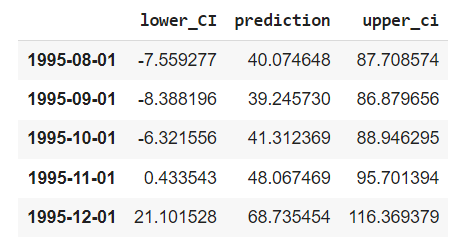 lower_CI prediction upper_ci
1995-08-01 -7.559277 40.074648 87.708574
1995-09-01 -8.388196 39.245730 86.879656
1995-10-01 -6.321556 41.312369 88.946295
1995-11-01 0.433543 48.067469 95.701394
1995-12-01 21.101528 68.735454 116.369379